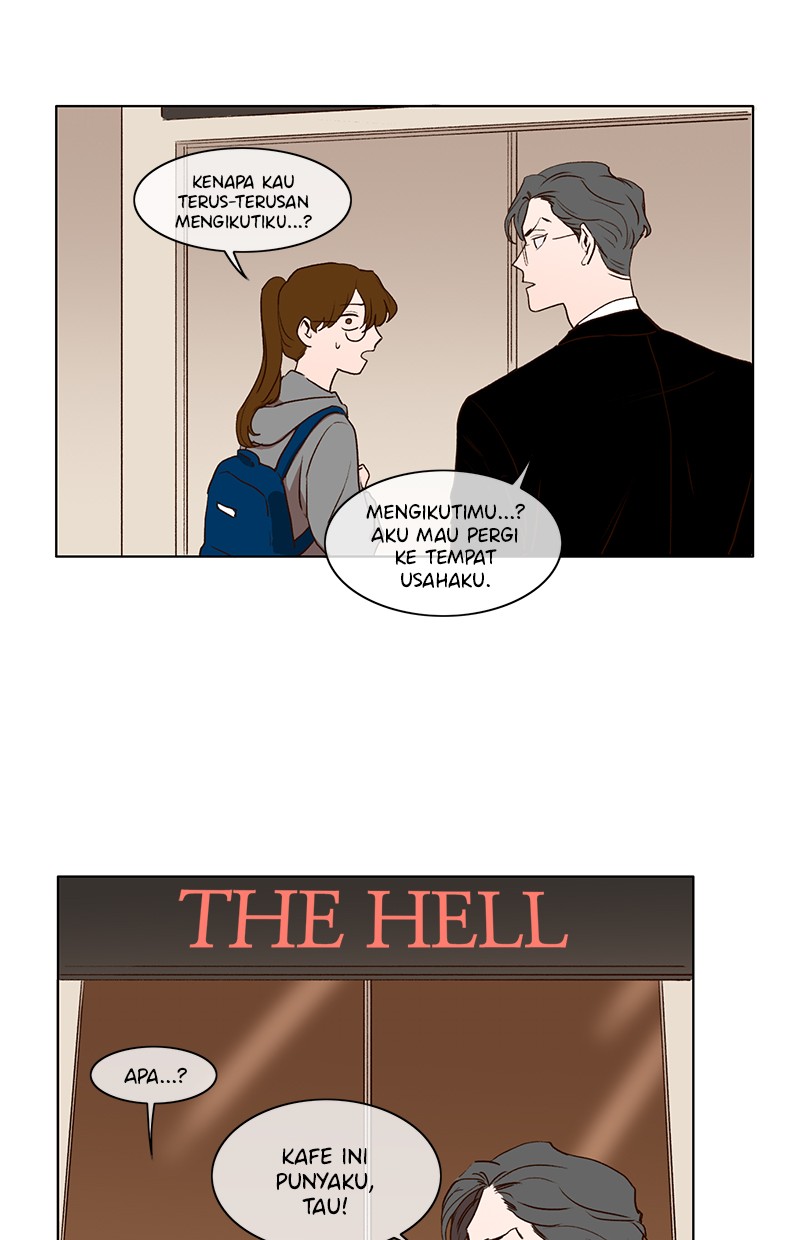 KENAPA KAU
TERUS-TERUSAN
MENGIKUTIKU...?
MENGIKUTIMU...?
AKU MAU PERGI
KE TEMPAT
USAHAKU.
THE HELL
APA...?
KAFE INI
PUNYAKU,
TAU!